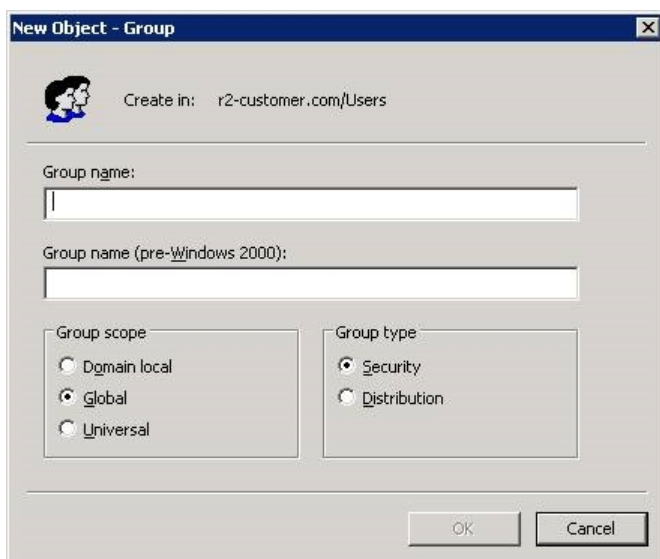 New Object - Group
Create in: r2-customer.com/Users
Group name:
Group name (pre-Windows 2000):
Group scope
Domain local
Global
Universal
Group type
Security
Distribution
OK
Cancel